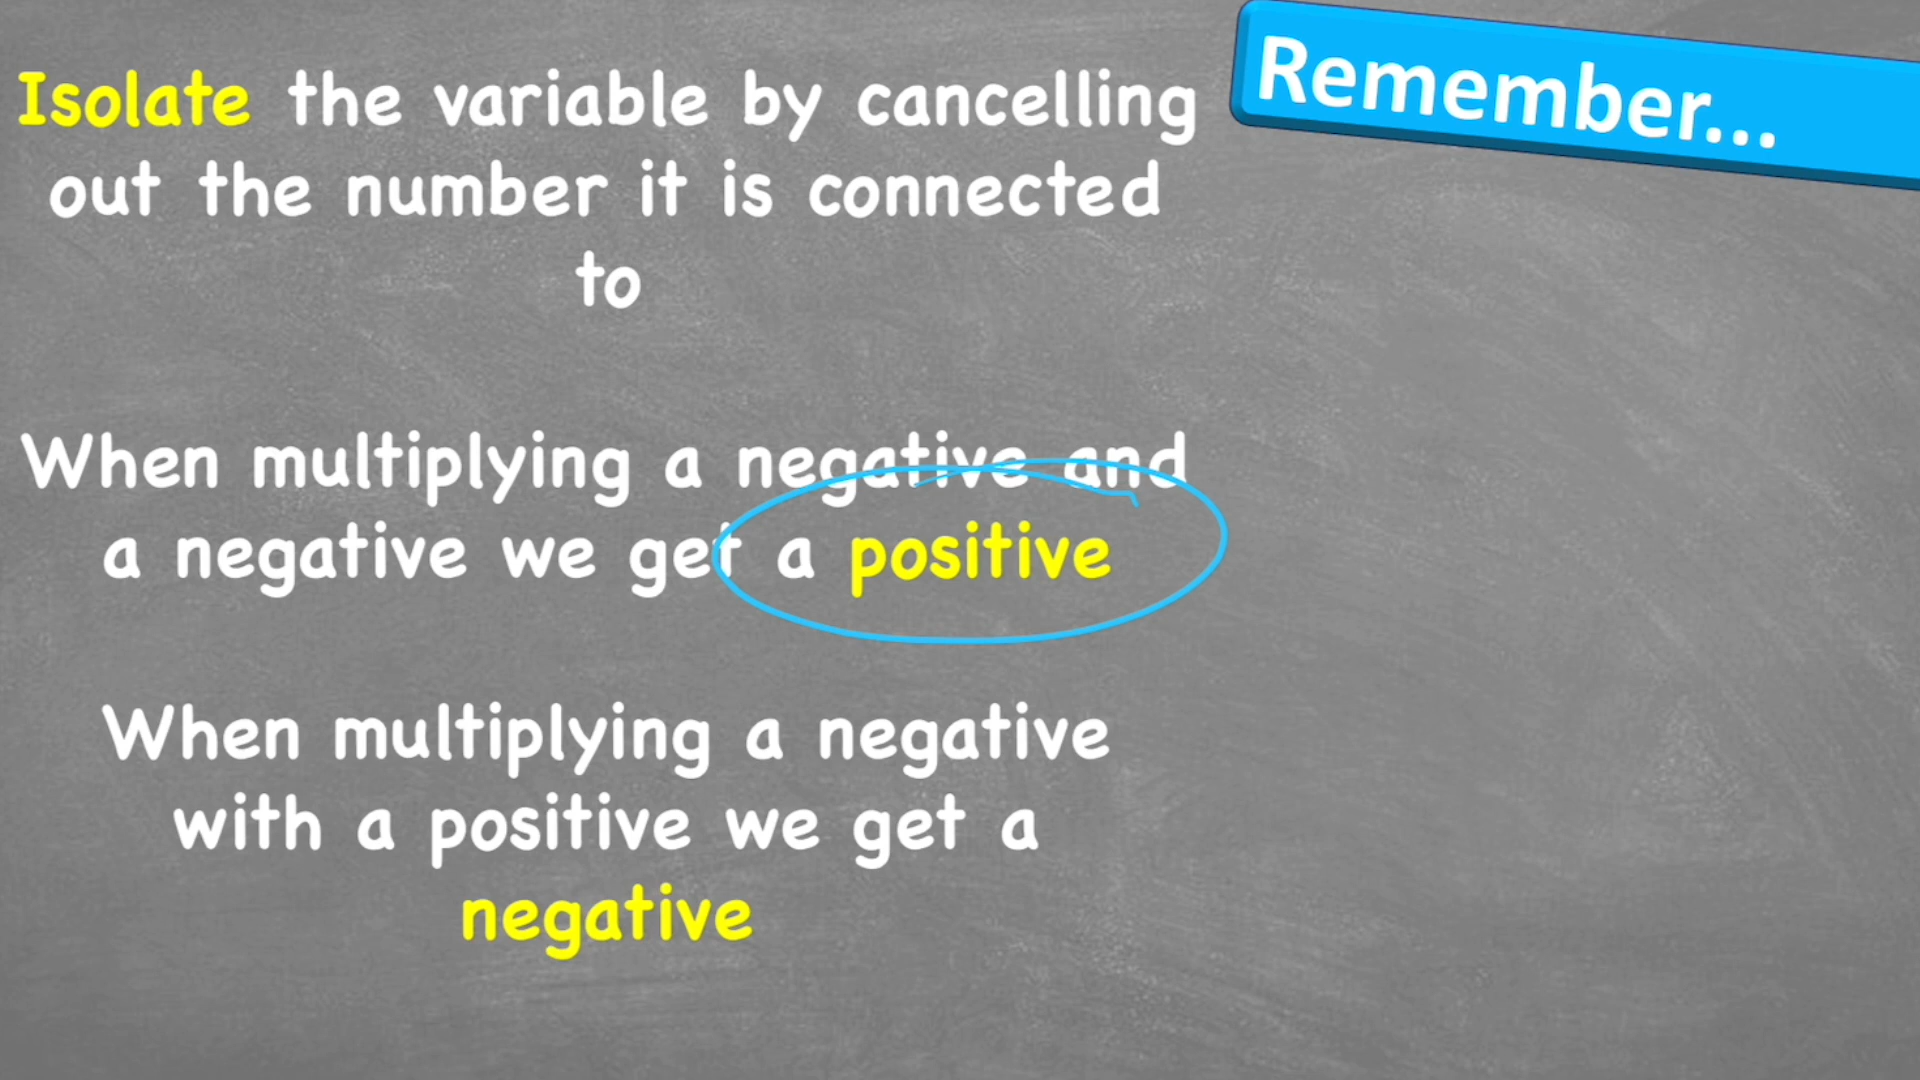 Remember...
Isolate the variable by cancelling
out the number it is connected
to
When multiplying a negative and
a negative we get a positive
When multiplying a negative
with a positive we get a
negative